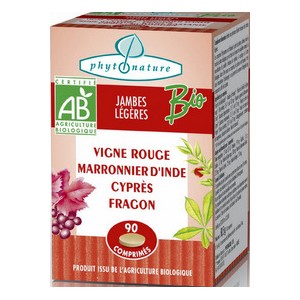 phytonature
CERTIFIÉ
AB
AGRICULTURE
BIOLOGIQUE
JAMBES
LÉGÈRES
Bio
VIGNE ROUGE
MARRONNIER D'INDE
CYPRÈS
FRAGON
90
COMPRIMÉS
PRODUIT ISSU DE L'AGRICULTURE BIOLOGIQUE